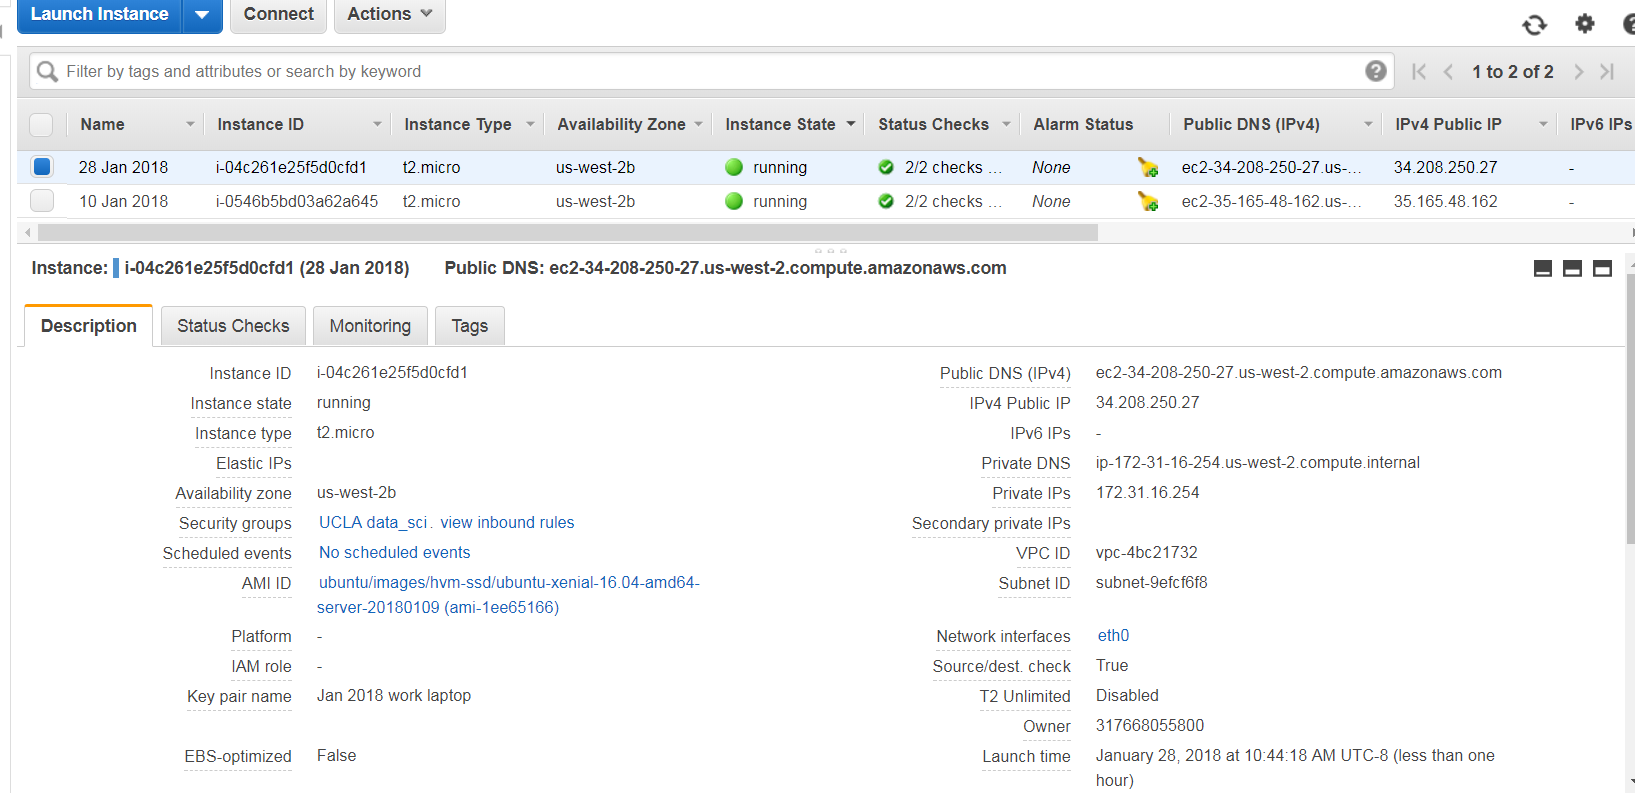 Launch Instance Connect Actions
Filter by tags and attributes or search by keyword 1 to 2 of 2
Name Instance ID Instance Type Availability Zone Instance State Status Checks Alarm Status Public DNS (IPv4) IPv4 Public IP IPv6 IPs
28 Jan 2018 i-04c261e25f5d0cfd1 t2.micro us-west-2b running 2/2 checks ... None ec2-34-208-250-27.us-... 34.208.250.27 -
10 Jan 2018 i-0546b5bd03a62a645 t2.micro us-west-2b running 2/2 checks ... None ec2-35-165-48-162.us-... 35.165.48.162 -
Instance: i-04c261e25f5d0cfd1 (28 Jan 2018) Public DNS: ec2-34-208-250-27.us-west-2.compute.amazonaws.com
Description Status Checks Monitoring Tags
Instance ID i-04c261e25f5d0cfd1 Public DNS (IPv4) ec2-34-208-250-27.us-west-2.compute.amazonaws.com
Instance state running IPv4 Public IP 34.208.250.27
Instance type t2.micro IPv6 IPs -
Elastic IPs Private DNS ip-172-31-16-254.us-west-2.compute.internal
Availability zone us-west-2b Private IPs 172.31.16.254
Security groups UCLA data_sci. view inbound rules Secondary private IPs
Scheduled events No scheduled events VPC ID vpc-4bc21732
AMI ID ubuntu/images/hvm-ssd/ubuntu-xenial-16.04-amd64- Subnet ID subnet-9efcf6f8
server-20180109 (ami-1ee65166)
Platform - Network interfaces eth0
IAM role - Source/dest. check True
Key pair name Jan 2018 work laptop T2 Unlimited Disabled
Owner 317668055800
EBS-optimized False Launch time January 28, 2018 at 10:44:18 AM UTC-8 (less than one
hour)